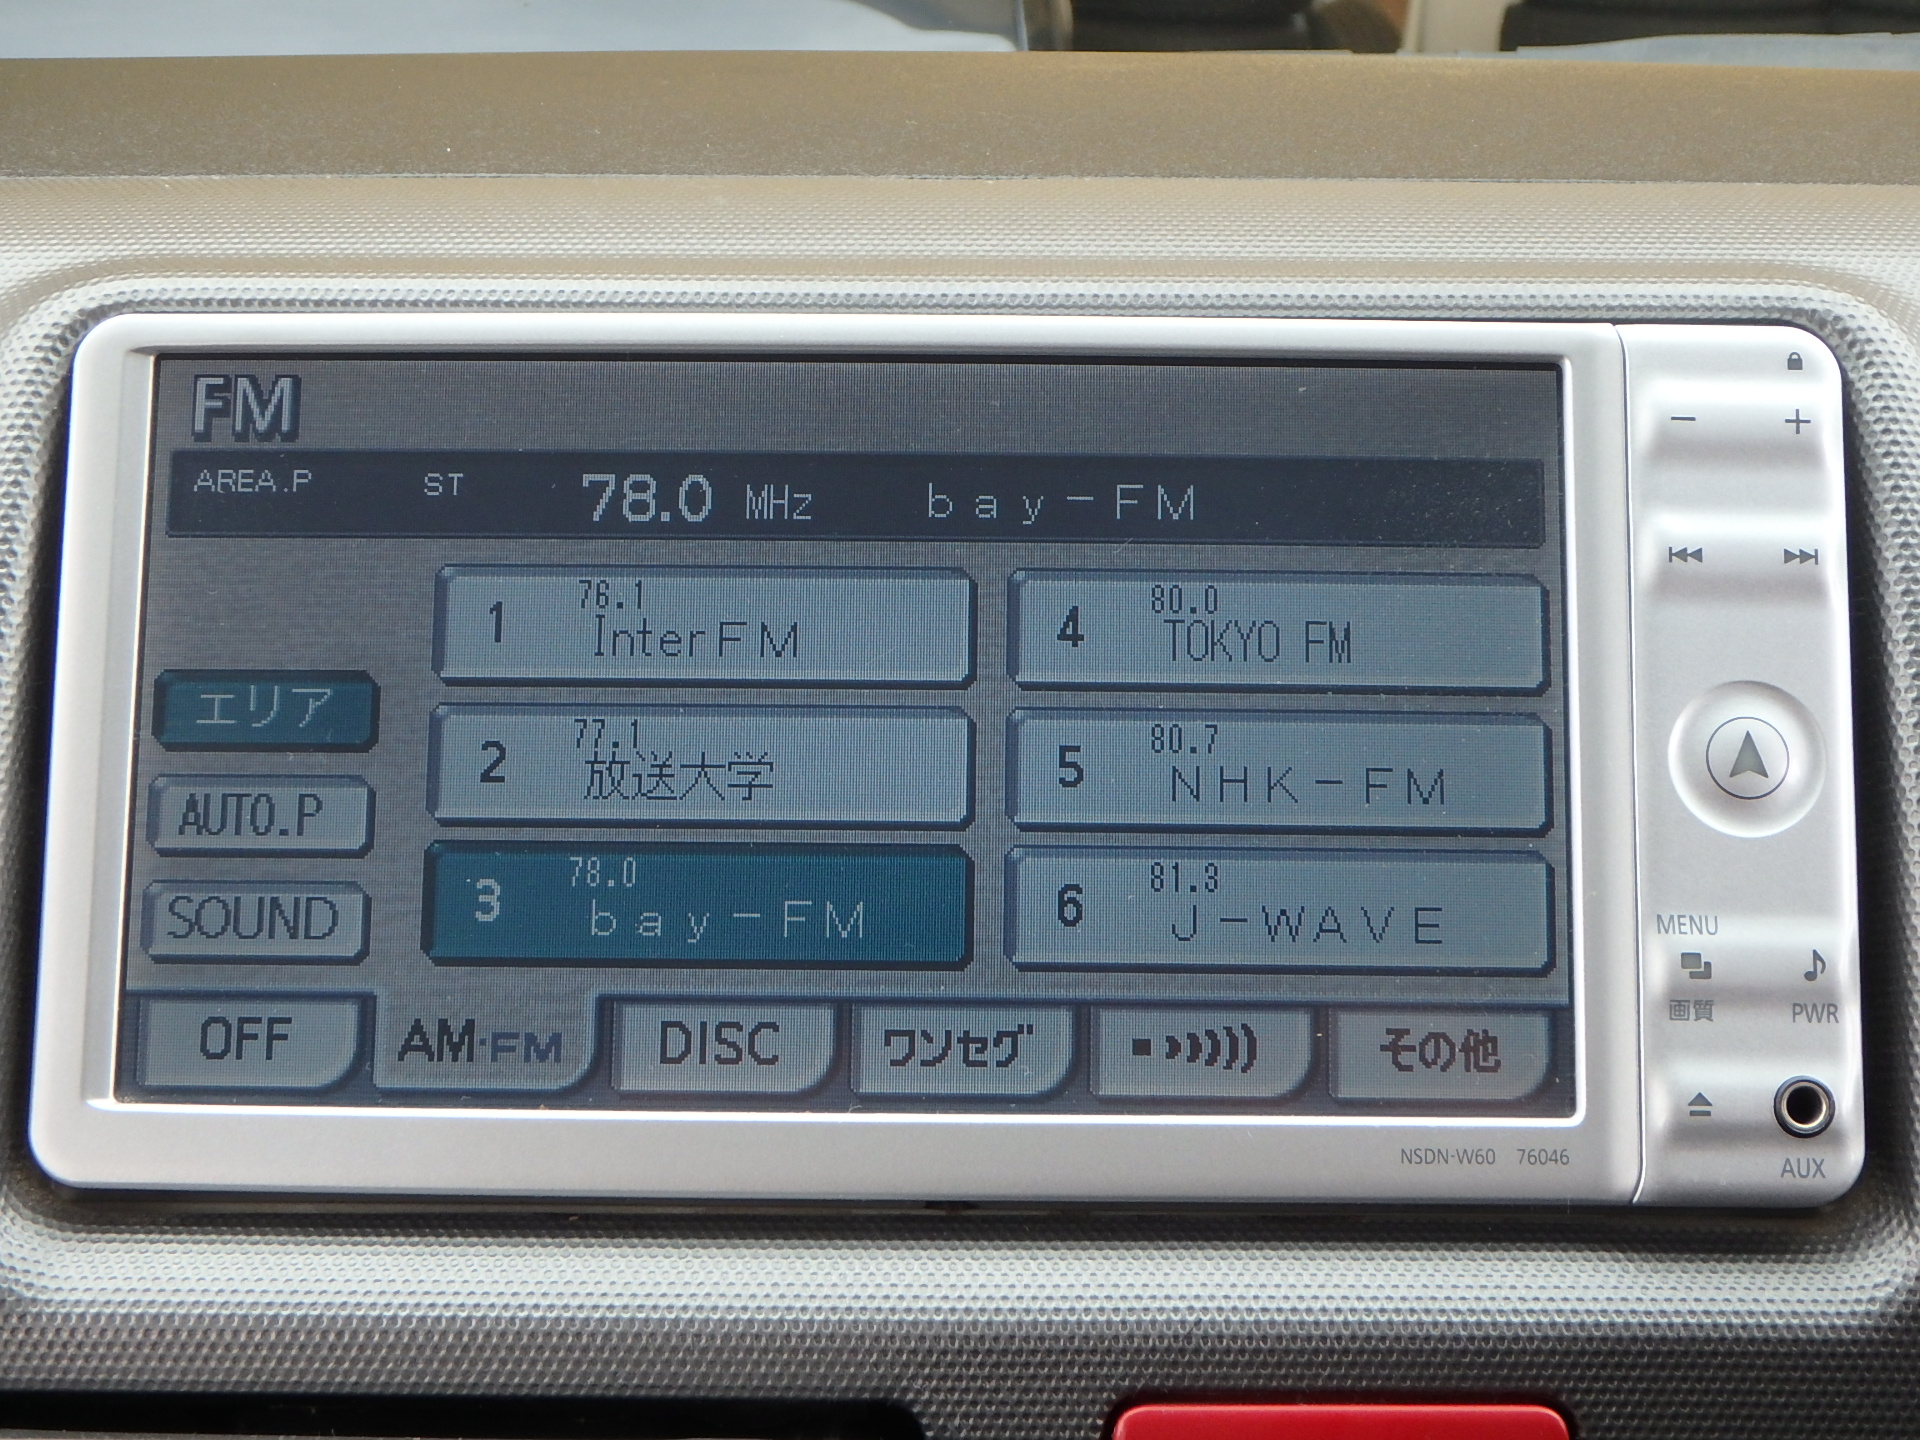 FM
AREA.P ST 78.0 MHz bay-FM
1 76.1 InterFM
2 77.1 放送大学
3 78.0 bay-FM
4 80.0 TOKYO FM
5 80.7 NHK-FM
6 81.3 J-WAVE
エリア
AUTO.P
SOUND
OFF AM・FM DISC ワンセグ その他
NSDN-W60 76046
MENU
画質 PWR
AUX